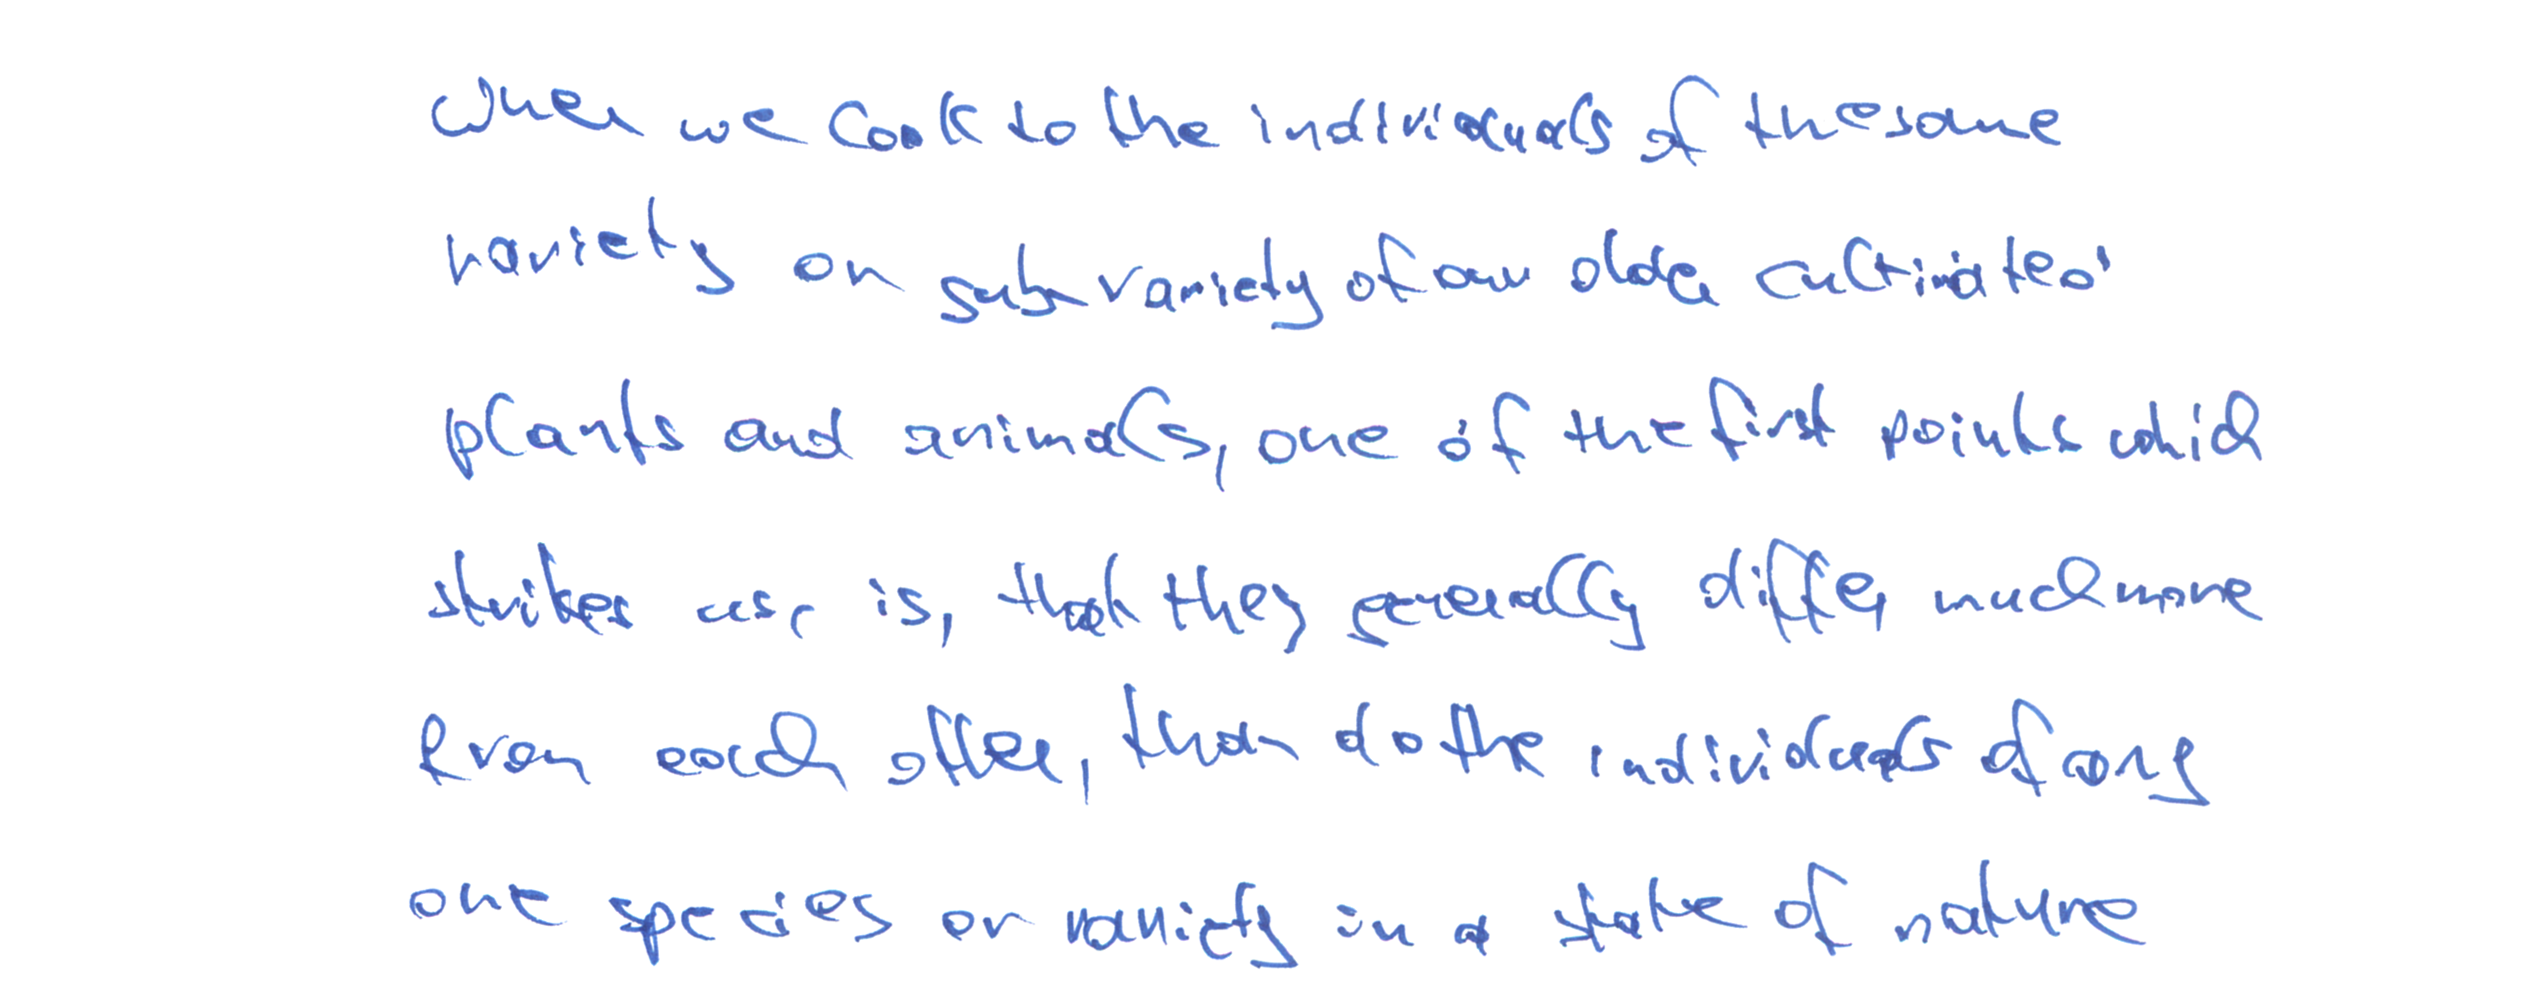 When we look to the individuals of the same
variety or sub-variety of our older cultivated
plants and animals, one of the first points which
strikes us, is, that they generally differ much more
from each other, than do the individuals of any
one species or variety in a state of nature